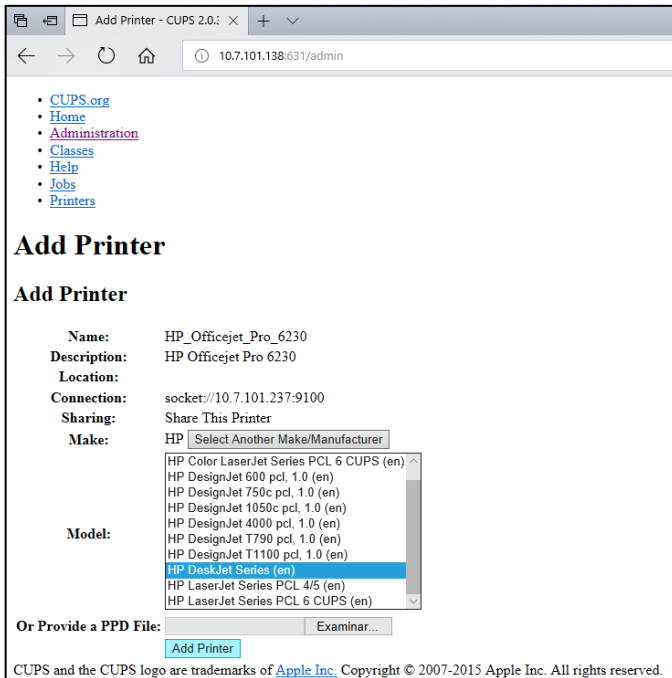 Add Printer - CUPS 2.0.:
10.7.101.138:631/admin
CUPS.org
Home
Administration
Classes
Help
Jobs
Printers
Add Printer
Add Printer
Name: HP_Officejet_Pro_6230
Description: HP Officejet Pro 6230
Location:
Connection: socket://10.7.101.237:9100
Sharing: Share This Printer
Make: HP Select Another Make/Manufacturer
HP Color LaserJet Series PCL 6 CUPS (en)
HP DesignJet 600 pcl, 1.0 (en)
HP DesignJet 750c pcl, 1.0 (en)
HP DesignJet 1050c pcl, 1.0 (en)
HP DesignJet 4000 pcl, 1.0 (en)
Model: HP DesignJet T790 pcl, 1.0 (en)
HP DesignJet T1100 pcl, 1.0 (en)
HP DeskJet Series (en)
HP LaserJet Series PCL 4/5 (en)
HP LaserJet Series PCL 6 CUPS (en)
Or Provide a PPD File: Examinar...
Add Printer
CUPS and the CUPS logo are trademarks of Apple Inc. Copyright © 2007-2015 Apple Inc. All rights reserved.